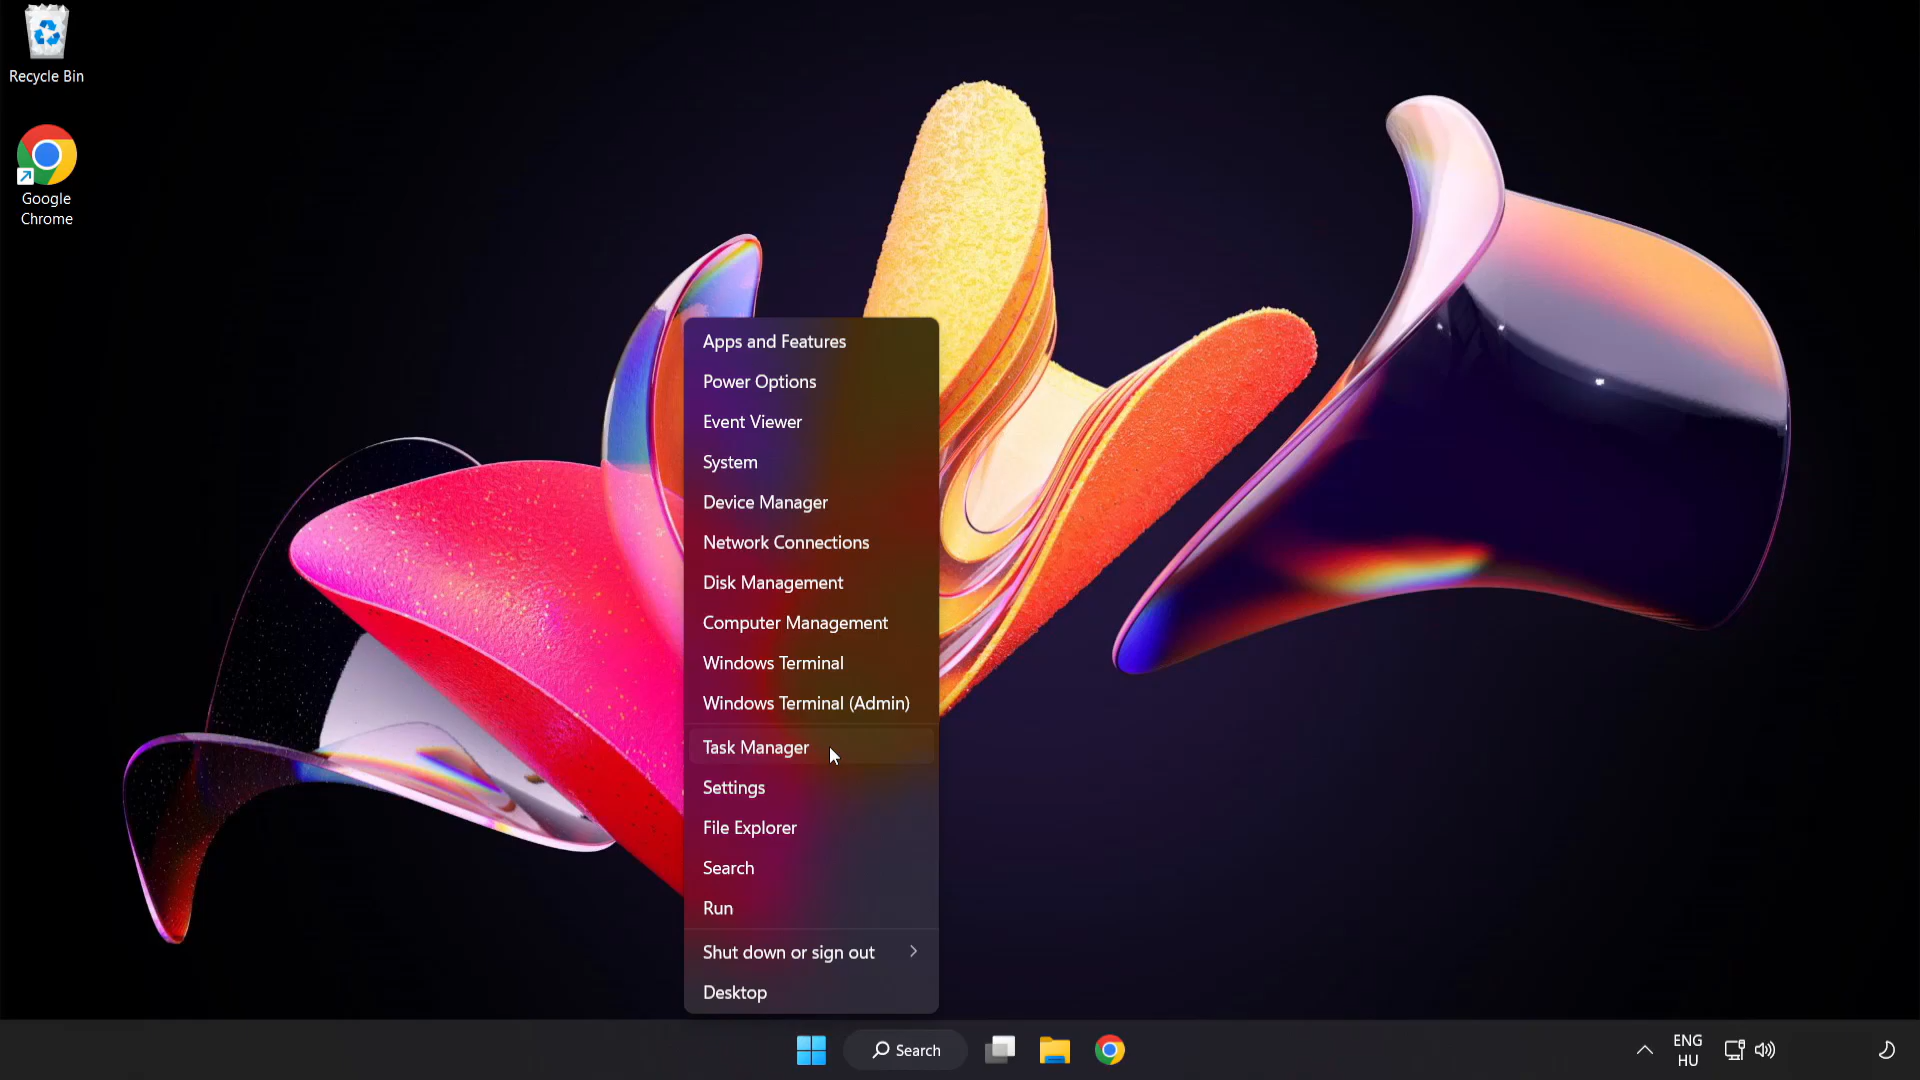 Recycle Bin
Google
Chrome
Apps and Features
Power Options
Event Viewer
System
Device Manager
Network Connections
Disk Management
Computer Management
Windows Terminal
Windows Terminal (Admin)
Task Manager
Settings
File Explorer
Search
Run
Shut down or sign out
Desktop
Search
ENG
HU